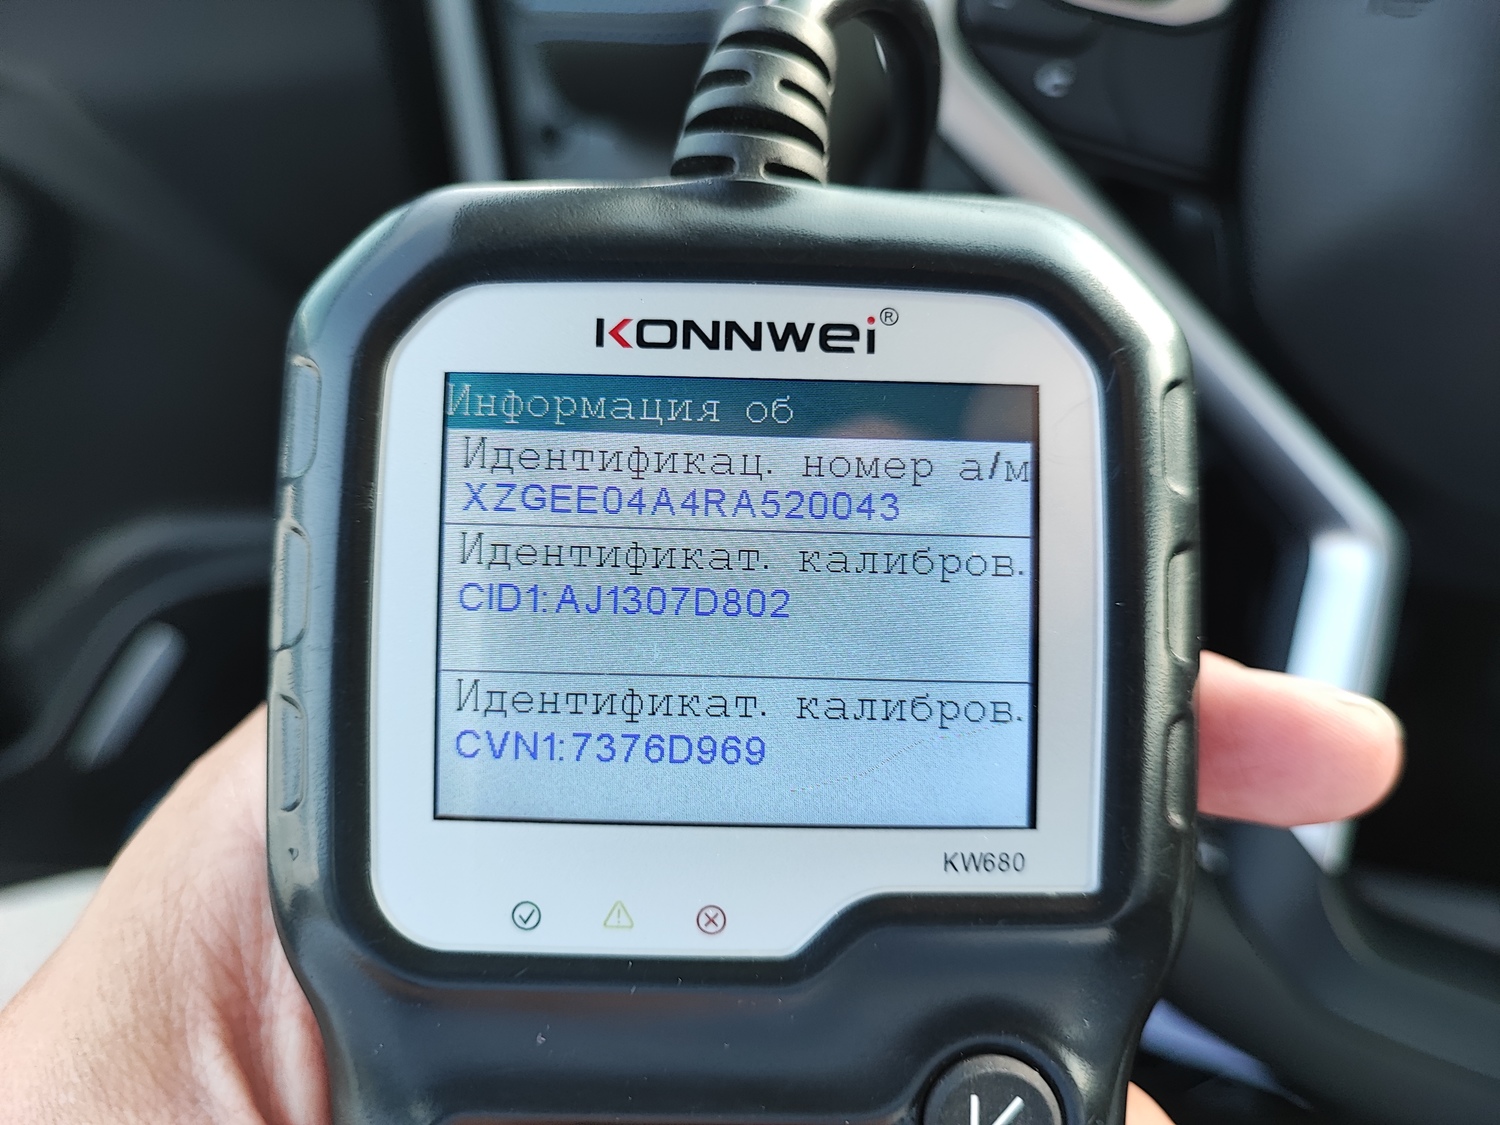 KONNWEI®
Информация об
Идентификац. номер а/м
XZGEE04A4RA520043
Идентификат. калибров.
CID1:AJ1307D802
Идентификат. калибров.
CVN1:7376D969
KW680